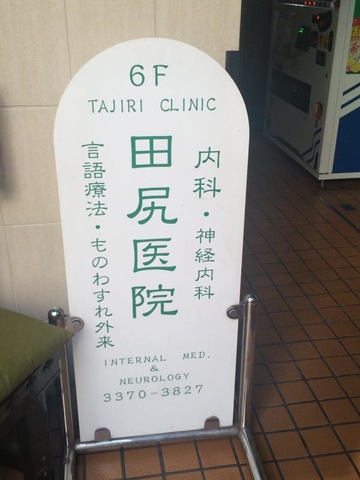 6F
TAJIRI CLINIC
内科・神経内科
田尻医院
言語療法・ものわすれ外来
INTERNAL MED.
&
NEUROLOGY
3370-3827